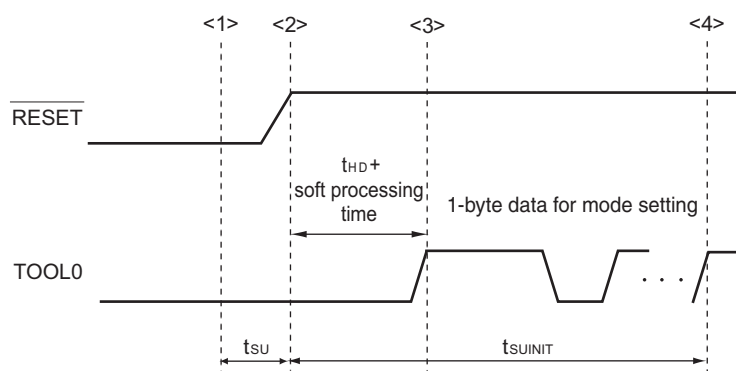 <1> <2> <3> <4>
RESET
tHD+
soft processing
time
1-byte data for mode setting
TOOL0
. . .
tSU
tSUINIT